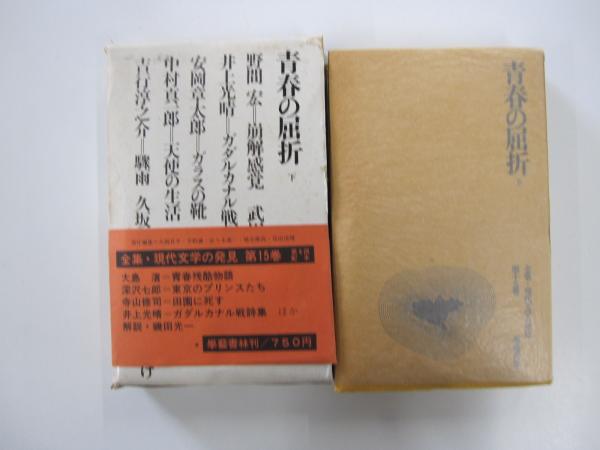 青春の屈折 下
野間 宏＝崩解感覚 武
井上光晴＝ガダルカナル戦
安岡章太郎＝ガラスの靴
中村真一郎＝天使の生活
吉行淳之介＝驟雨 久坂
け
全集・現代文学の発見 第15巻
大島 渚＝青春残酷物語
深沢七郎＝東京のプリンスたち
寺山修司＝田園に死す
井上光晴＝ガダルカナル戦詩集 ほか
解説・磯田光一
學藝書林刊／750円
青春の屈折 下